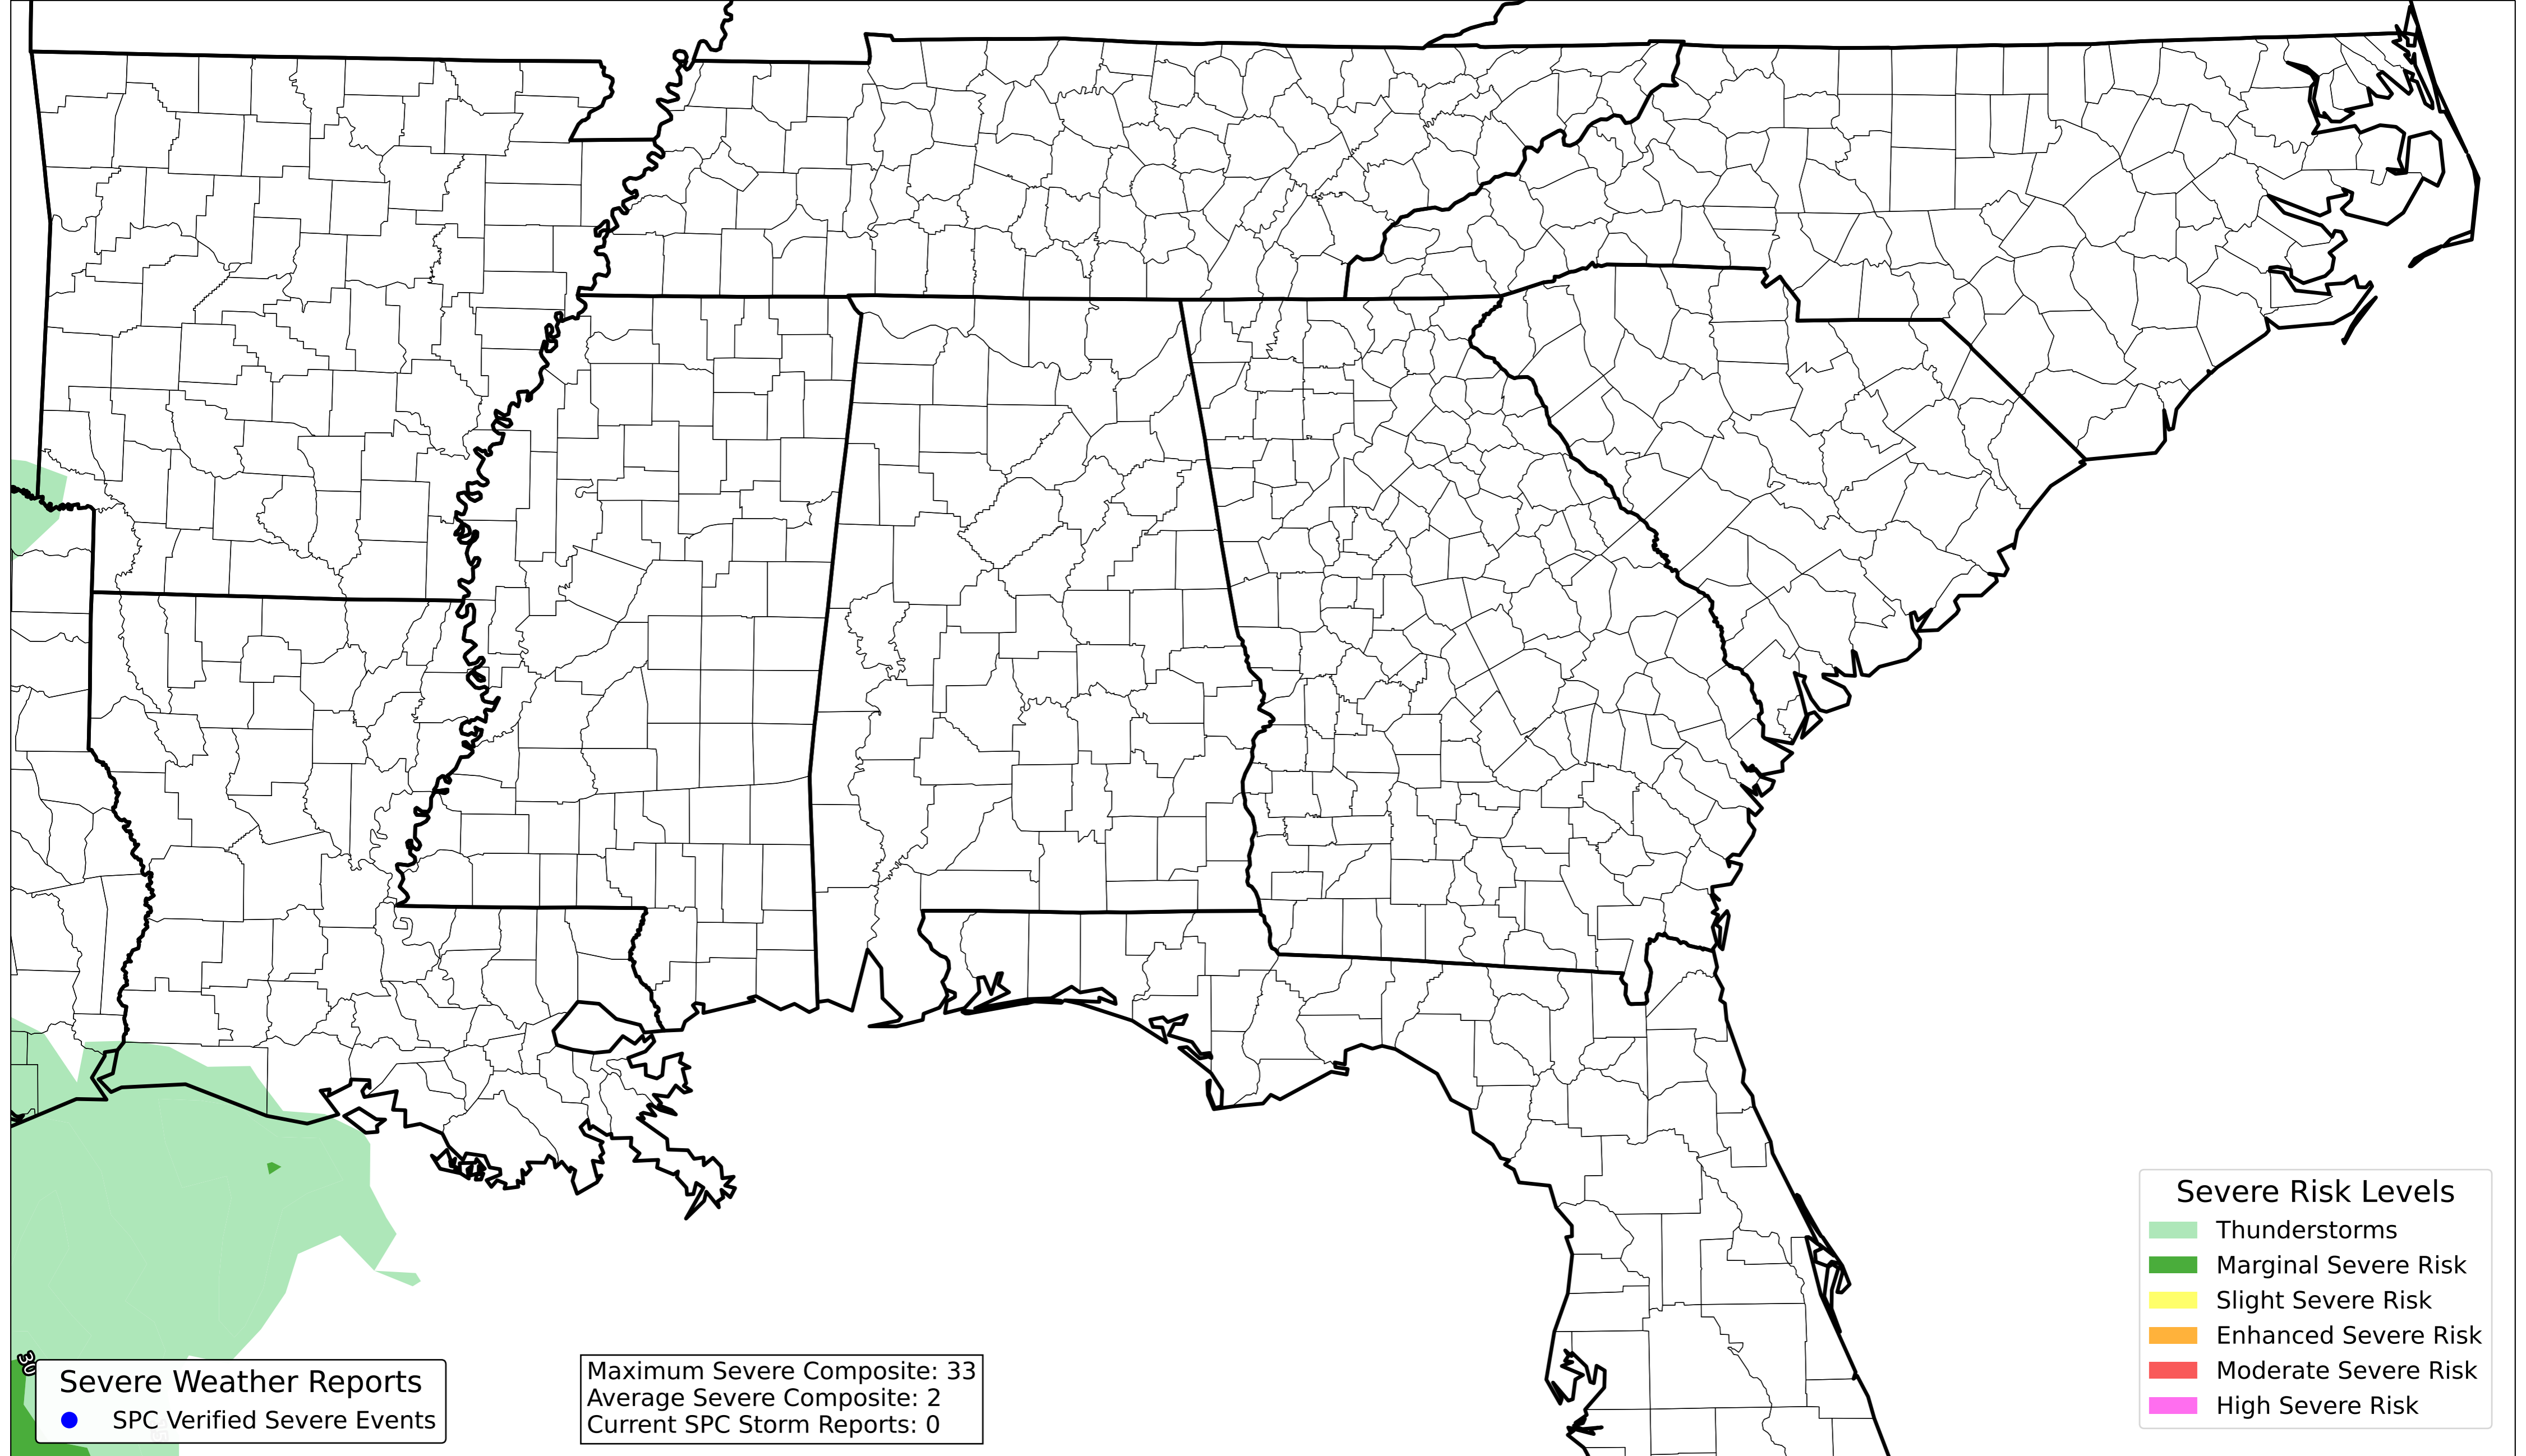 Severe Risk Levels
Thunderstorms
Marginal Severe Risk
Slight Severe Risk
Enhanced Severe Risk
Moderate Severe Risk
High Severe Risk
30
Severe Weather Reports
SPC Verified Severe Events
Maximum Severe Composite: 33
Average Severe Composite: 2
Current SPC Storm Reports: 0